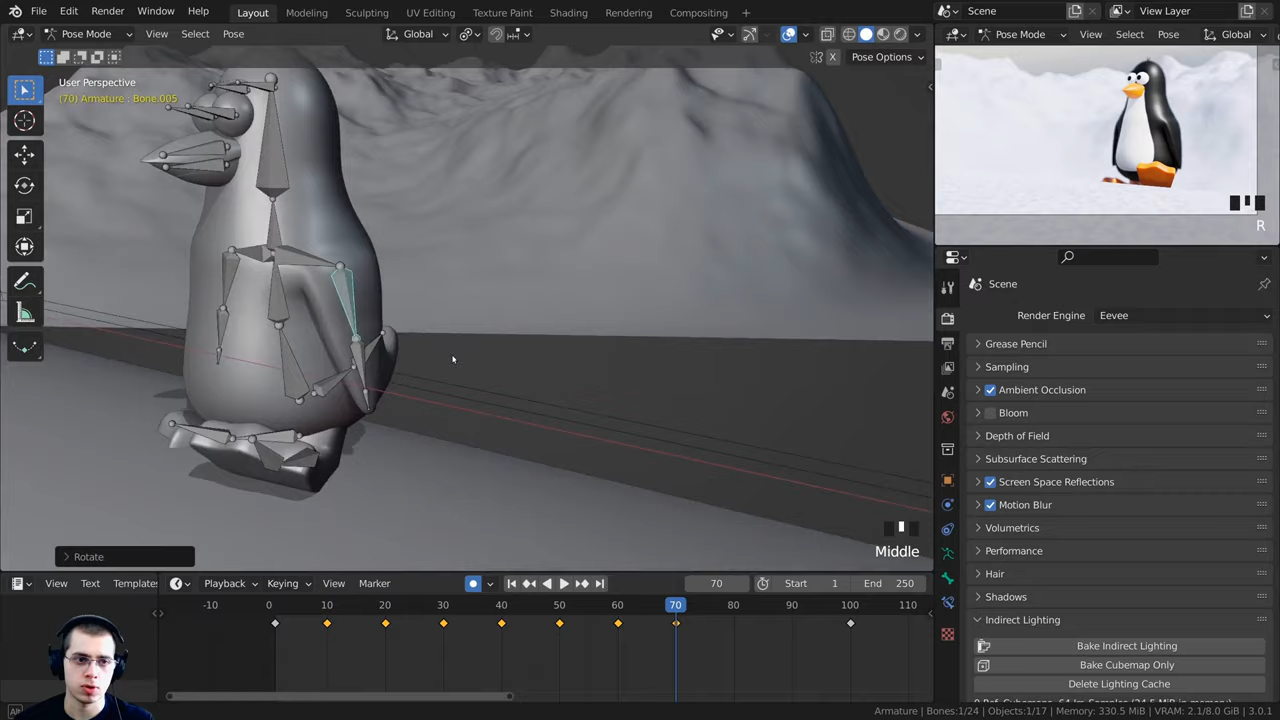 File Edit Render Window Help Layout Modeling Sculpting UV Editing Texture Paint Shading Rendering Animation Compositing + Scene View Layer
Pose Mode View Select Pose Global Pose Mode View Select Pose Global
X Pose Options
User Perspective
(70) Armature : Bone.005
R
Scene
Render Engine Eevee
Grease Pencil
Sampling
Ambient Occlusion
Bloom
Depth of Field
Subsurface Scattering
Screen Space Reflections
Motion Blur
Volumetrics
Middle
Performance
Rotate
Hair
View Text Templates Playback Keying View Marker 70 Start 1 End 250
Shadows
-10 0 10 20 30 40 50 60 70 80 90 100 110
Indirect Lighting
Bake Indirect Lighting
Bake Cubemap Only
Delete Lighting Cache
Armature | Bones:1/24 | Objects:1/17 | Memory: 330.5 MiB | VRAM: 2.1/8.0 GiB | 3.0.1